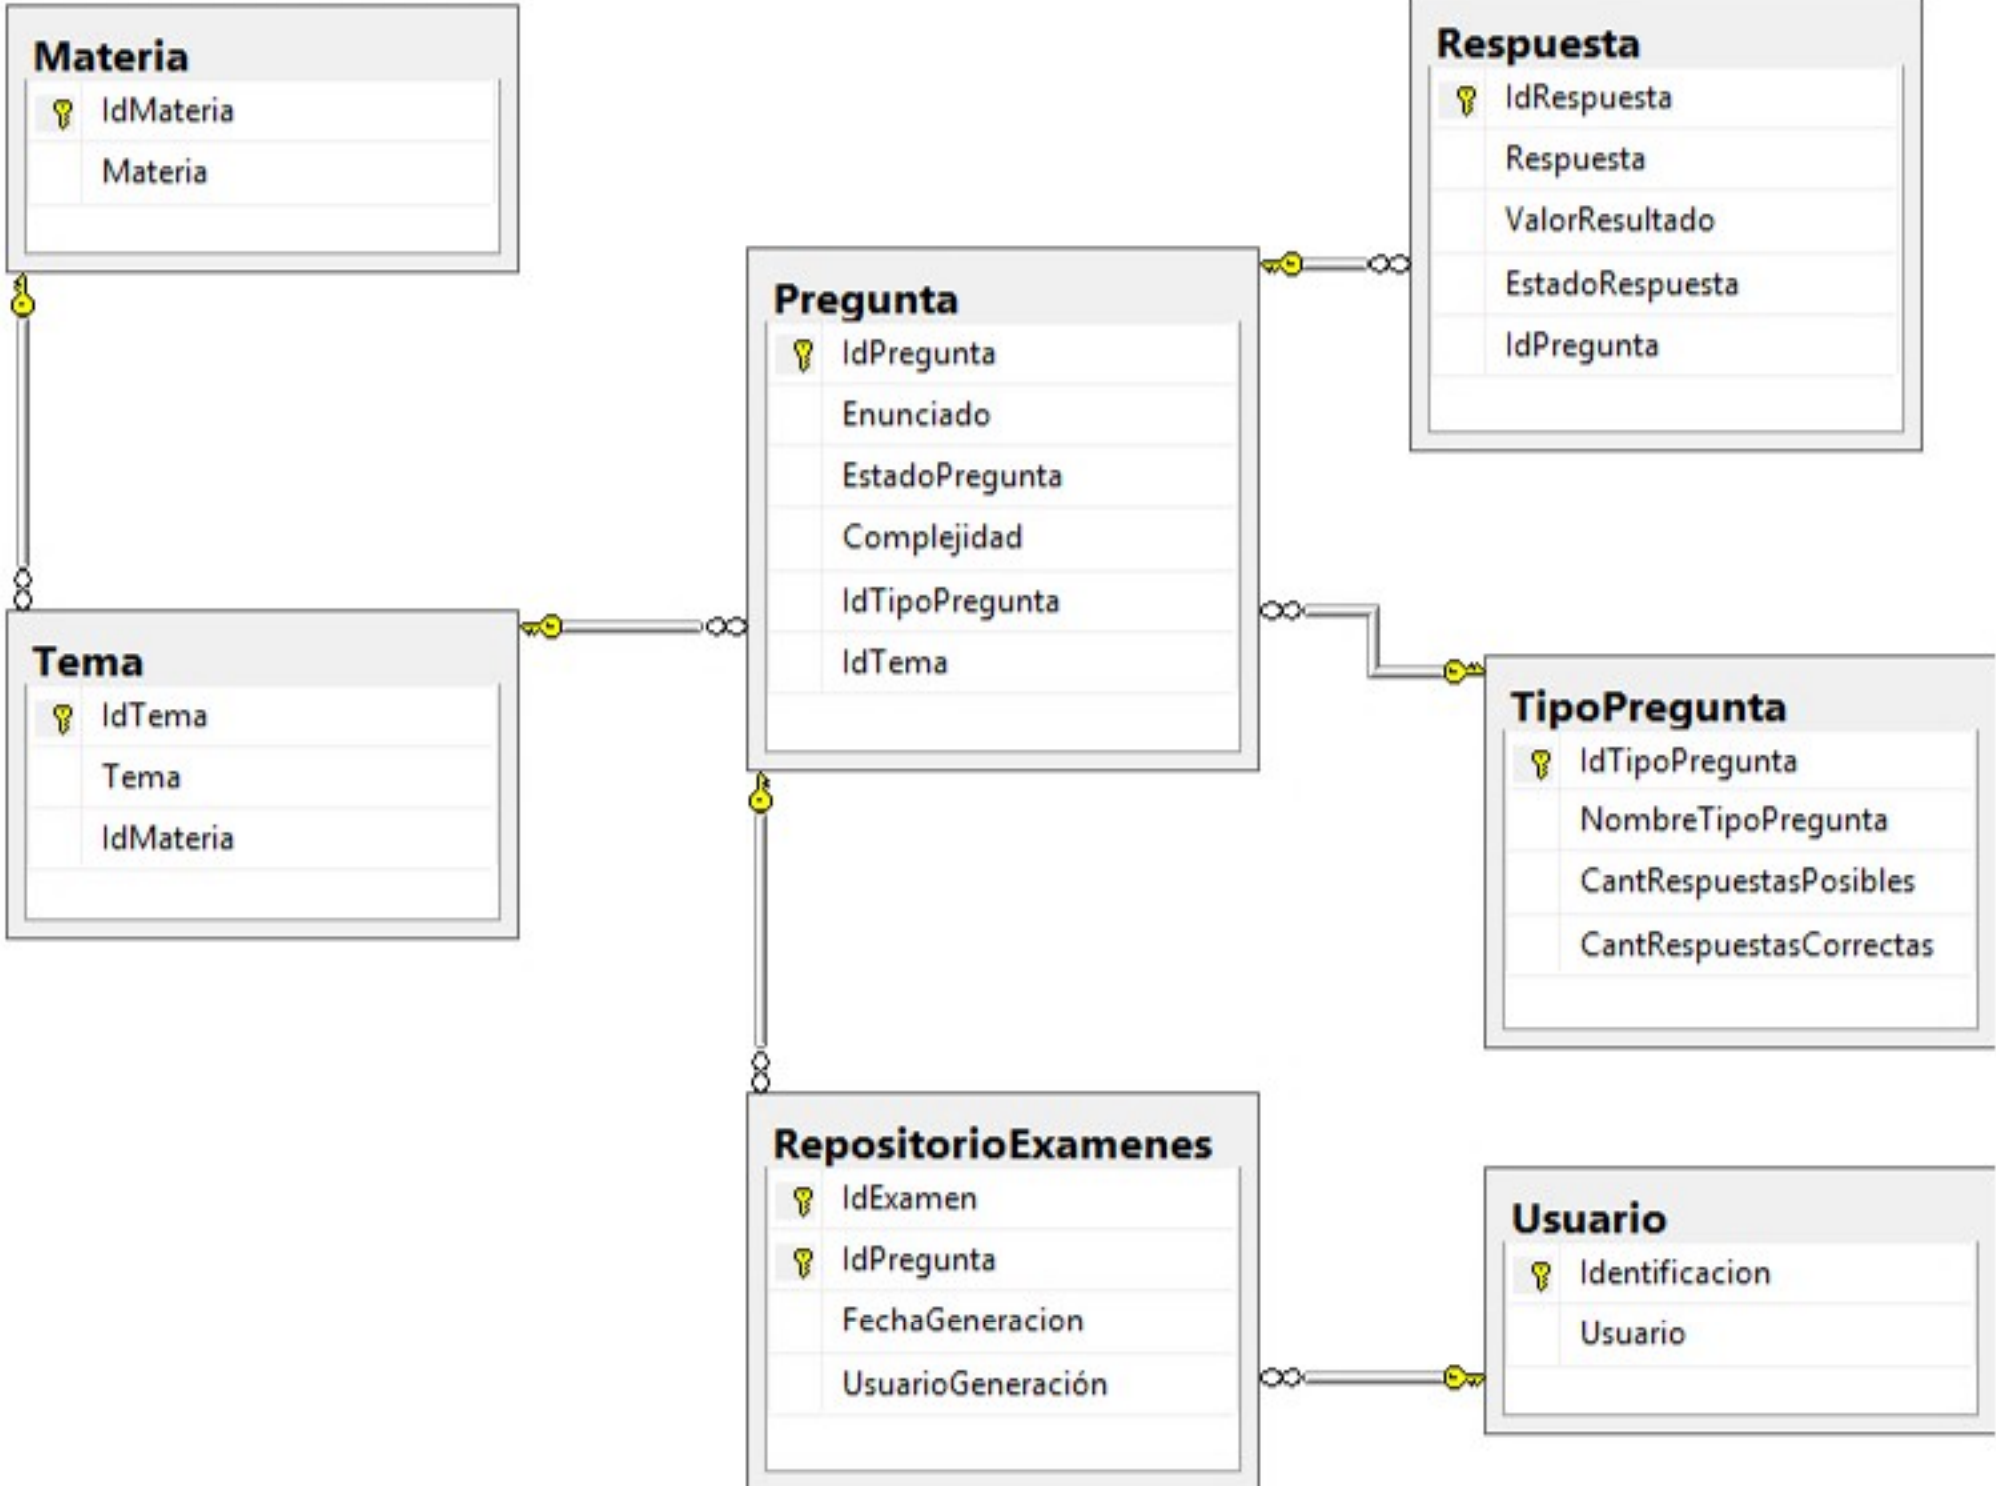 Materia
IdMateria
Materia
Respuesta
IdRespuesta
Respuesta
ValorResultado
EstadoRespuesta
IdPregunta
Pregunta
IdPregunta
Enunciado
EstadoPregunta
Complejidad
IdTipoPregunta
IdTema
Tema
IdTema
Tema
IdMateria
TipoPregunta
IdTipoPregunta
NombreTipoPregunta
CantRespuestasPosibles
CantRespuestasCorrectas
RepositorioExamenes
IdExamen
IdPregunta
FechaGeneracion
UsuarioGeneración
Usuario
Identificacion
Usuario